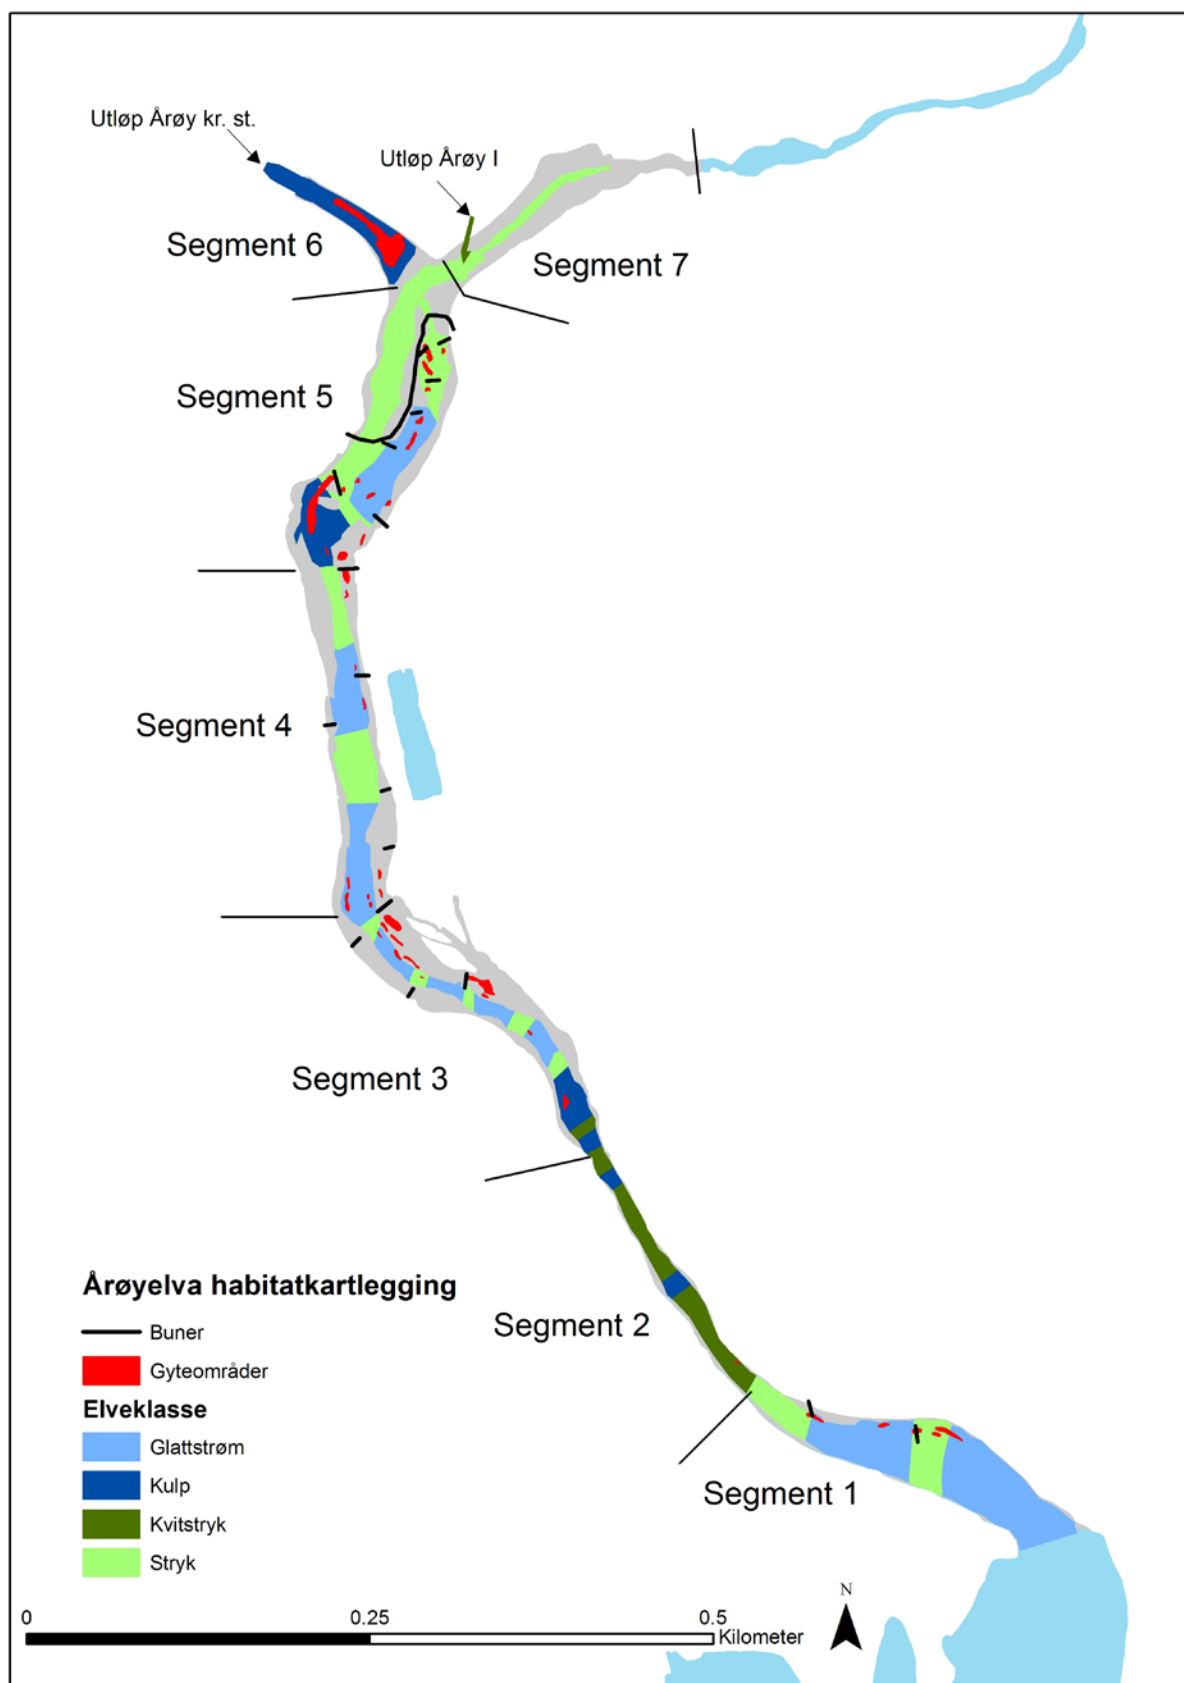 Utløp Årøy kr. st.
Utløp Årøy I
Segment 6
Segment 7
Segment 5
Segment 4
Segment 3
Segment 2
Segment 1
Årøyelva habitatkartlegging
Buner
Gyteområder
Elveklasse
Glattstrøm
Kulp
Kvitstryk
Stryk
0 0.25 0.5
Kilometer
N